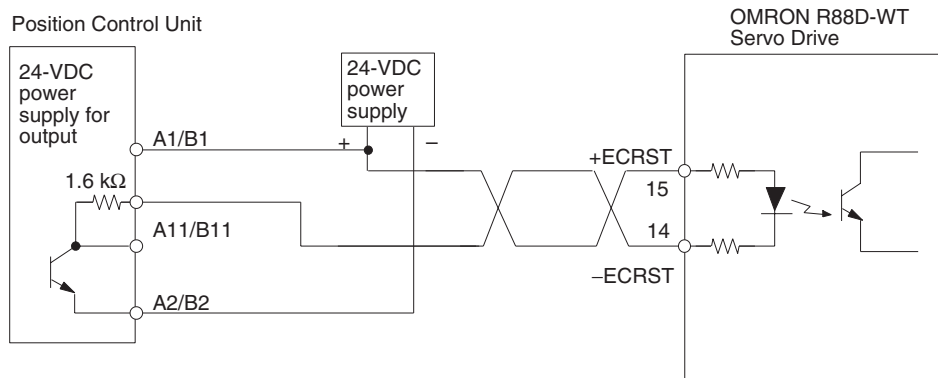 Position Control Unit
OMRON R88D-WT
Servo Drive
24-VDC
power
supply for
output
24-VDC
power
supply
A1/B1
+
–
+ECRST
15
1.6 kΩ
A11/B11
14
–ECRST
A2/B2